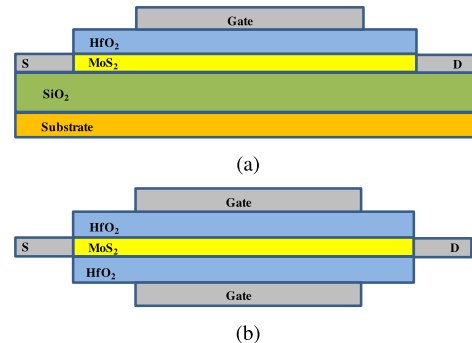 Gate
HfO₂
S MoS₂ D
SiO₂
Substrate
(a)
Gate
HfO₂
S MoS₂ D
HfO₂
Gate
(b)